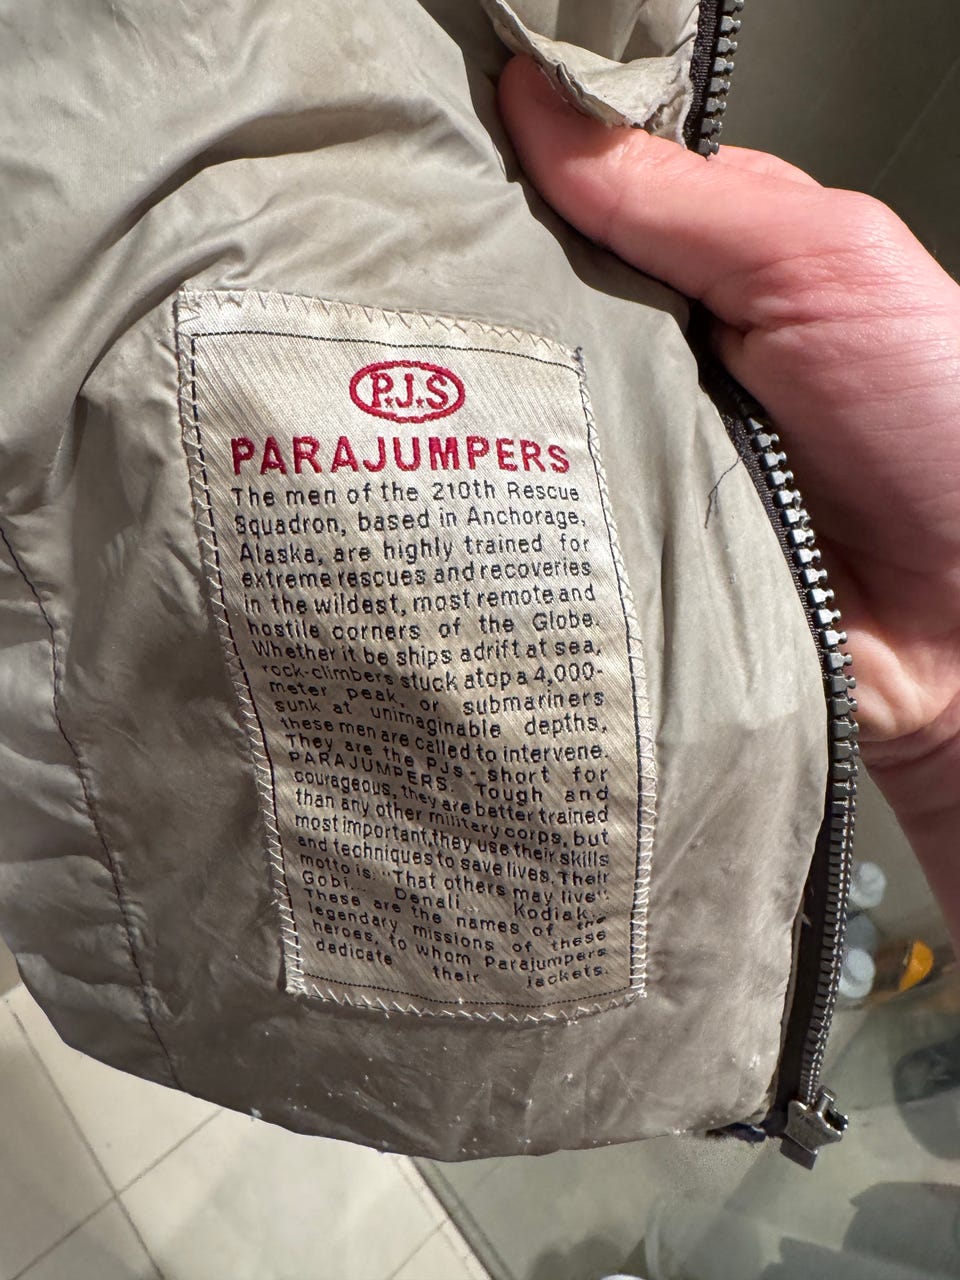 P.J.S
PARAJUMPERS
The men of the 210th Rescue
Squadron, based in Anchorage,
Alaska, are highly trained for
extreme rescues and recoveries
in the wildest, most remote and
hostile corners of the Globe.
Whether it be ships adrift at sea,
rock-climbers stuck atop a 4,000-
meter peak, or submariners
sunk at unimaginable depths,
these men are called to intervene.
They are the PJs - short for
PARAJUMPERS. Tough and
courageous, they are better trained
than any other military corps, but
most important, they use their skills
and techniques to save lives. Their
motto is: "That others may live".
Gobi... Denali... Kodiak...
These are the names of the
legendary missions of these
heroes, to whom Parajumpers
dedicate their jackets.